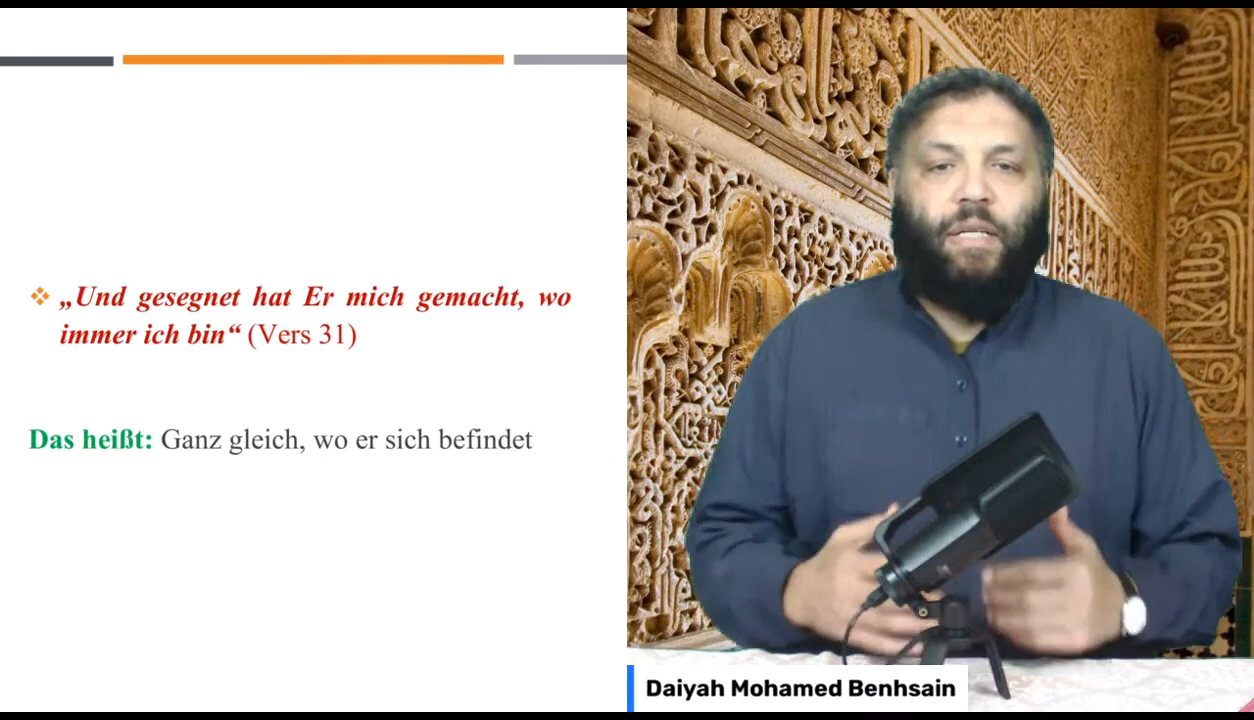 ❖ „Und gesegnet hat Er mich gemacht, wo
immer ich bin“ (Vers 31)
Das heißt: Ganz gleich, wo er sich befindet
Daiyah Mohamed Benhsain